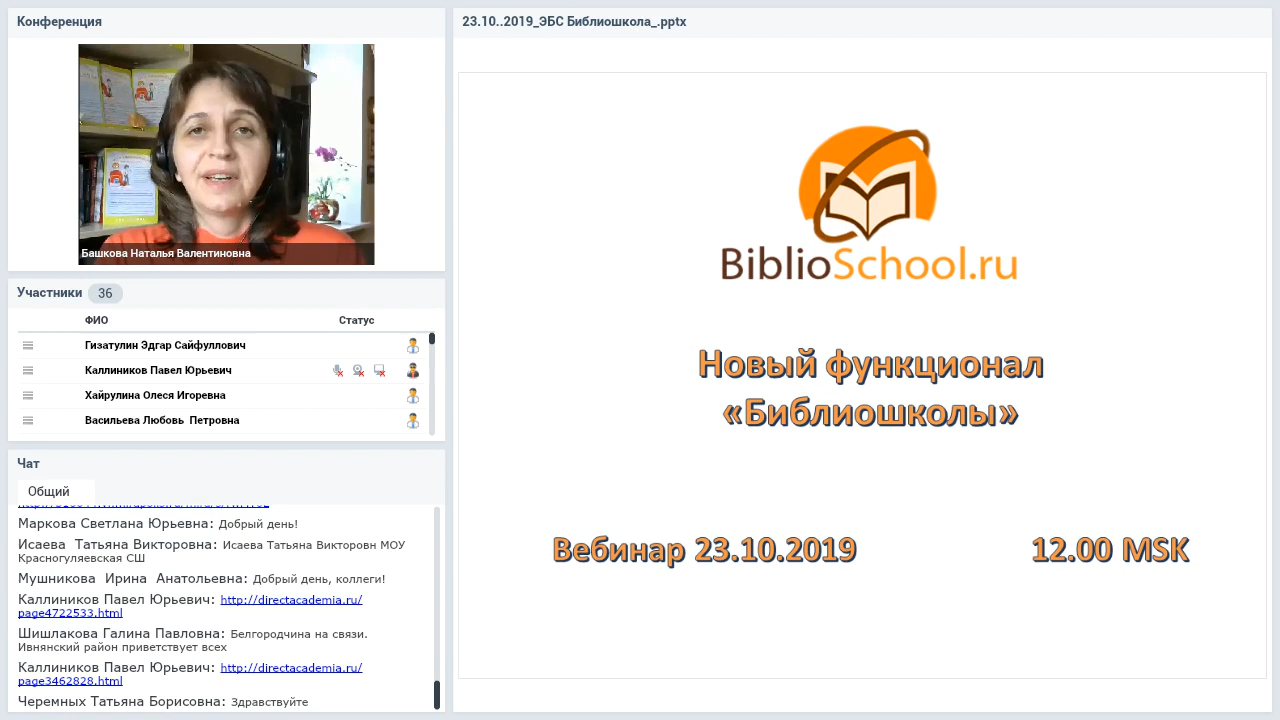 Конференция
Башкова Наталья Валентиновна
Участники 36
ФИО Статус
Гизатулин Эдгар Сайфуллович
Каллиников Павел Юрьевич
Хайрулина Олеся Игоревна
Васильева Любовь Петровна
Чат
Общий
Маркова Светлана Юрьевна: Добрый день!
Исаева Татьяна Викторовна: Исаева Татьяна Викторовн МОУ
Красногуляевская СШ
Мушникова Ирина Анатольевна: Добрый день, коллеги!
Каллиников Павел Юрьевич: http://directacademia.ru/
page4722533.html
Шишлакова Галина Павловна: Белгородчина на связи.
Ивнянский район приветствует всех
Каллиников Павел Юрьевич: http://directacademia.ru/
page3462828.html
Черемных Татьяна Борисовна: Здравствуйте
23.10..2019_ЭБС Библиошкола_.pptx
BiblioSchool.ru
Новый функционал
«Библиошколы»
Вебинар 23.10.2019 12.00 MSK